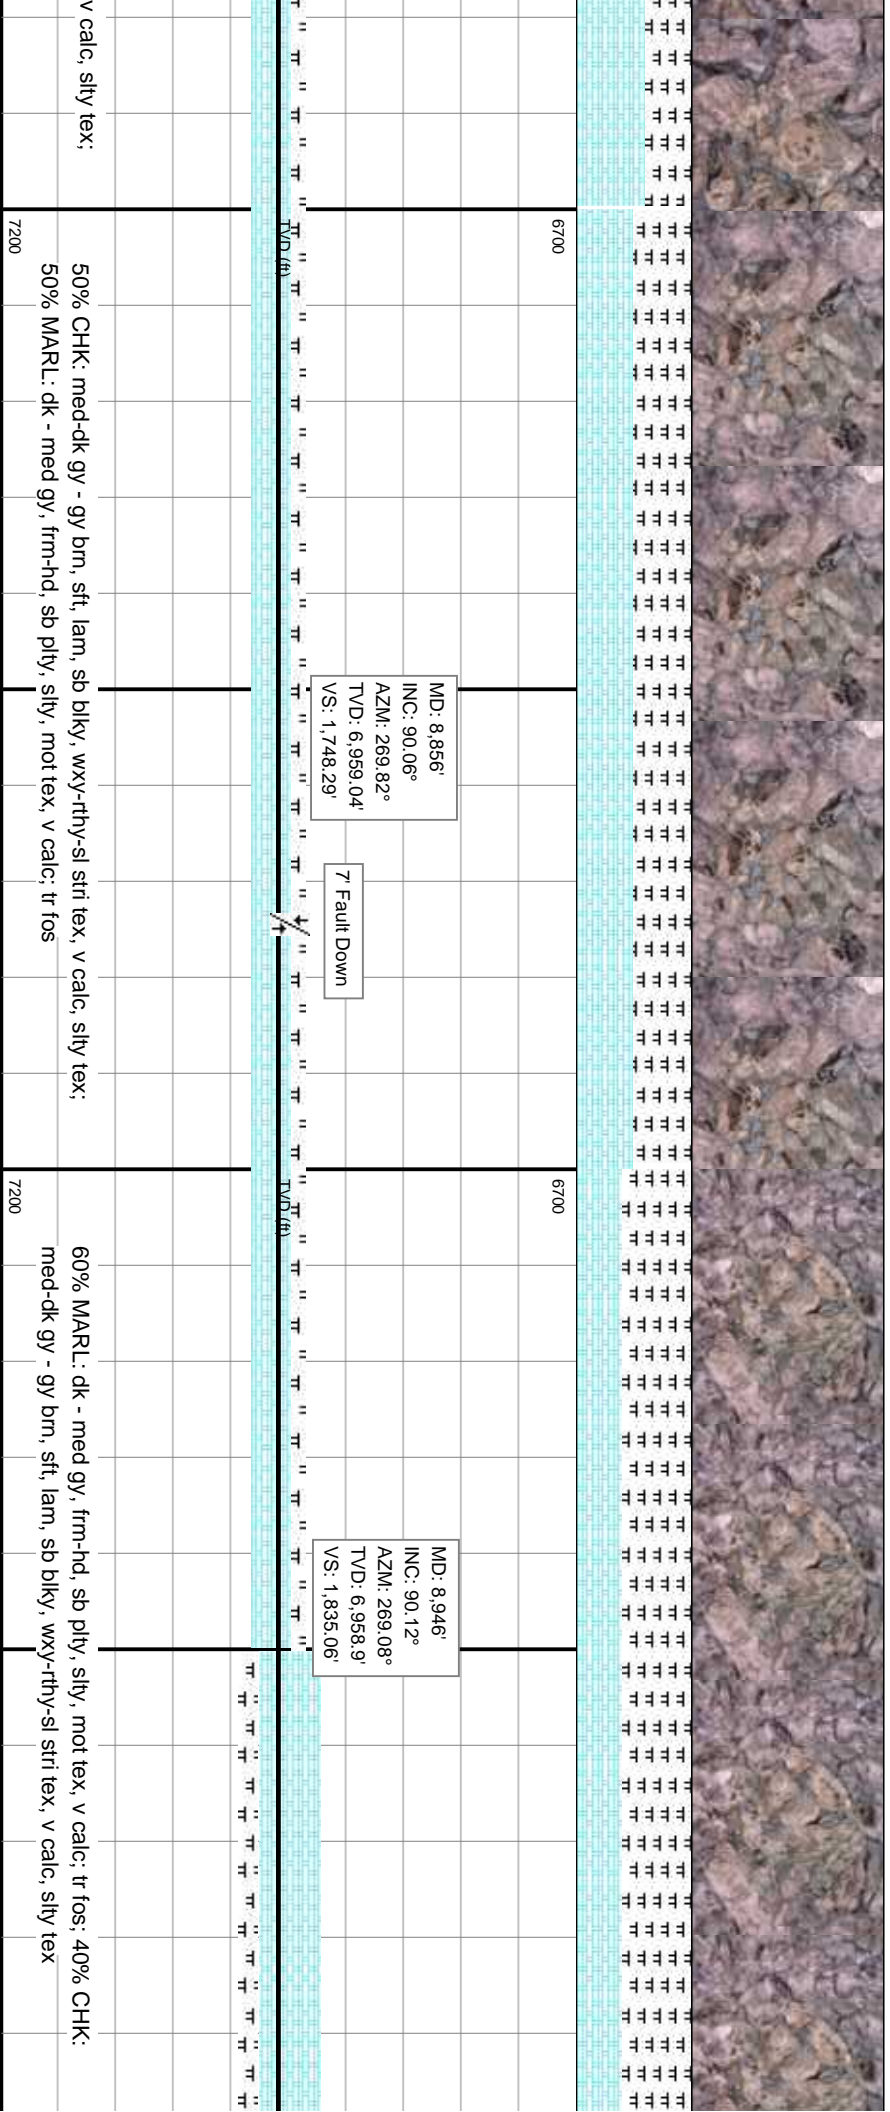 v calc, slty tex;
7200
TVD (ft)
6700
50% CHK: med-dk gy - gy brn, sft, lam, sb blky, wxy-rthy-sl stri tex, v calc, slty tex;
50% MARL: dk - med gy, frm-hd, sb plty, slty, mot tex, v calc; tr fos
MD: 8,856'
INC: 90.06°
AZM: 269.82°
TVD: 6,959.04'
VS: 1,748.29'
7' Fault Down
7200
TVD (ft)
6700
60% MARL: dk - med gy, frm-hd, sb plty, slty, mot tex, v calc; tr fos; 40% CHK:
med-dk gy - gy brn, sft, lam, sb blky, wxy-rthy-sl stri tex, v calc, slty tex
MD: 8,946'
INC: 90.12°
AZM: 269.08°
TVD: 6,958.9'
VS: 1,835.06'